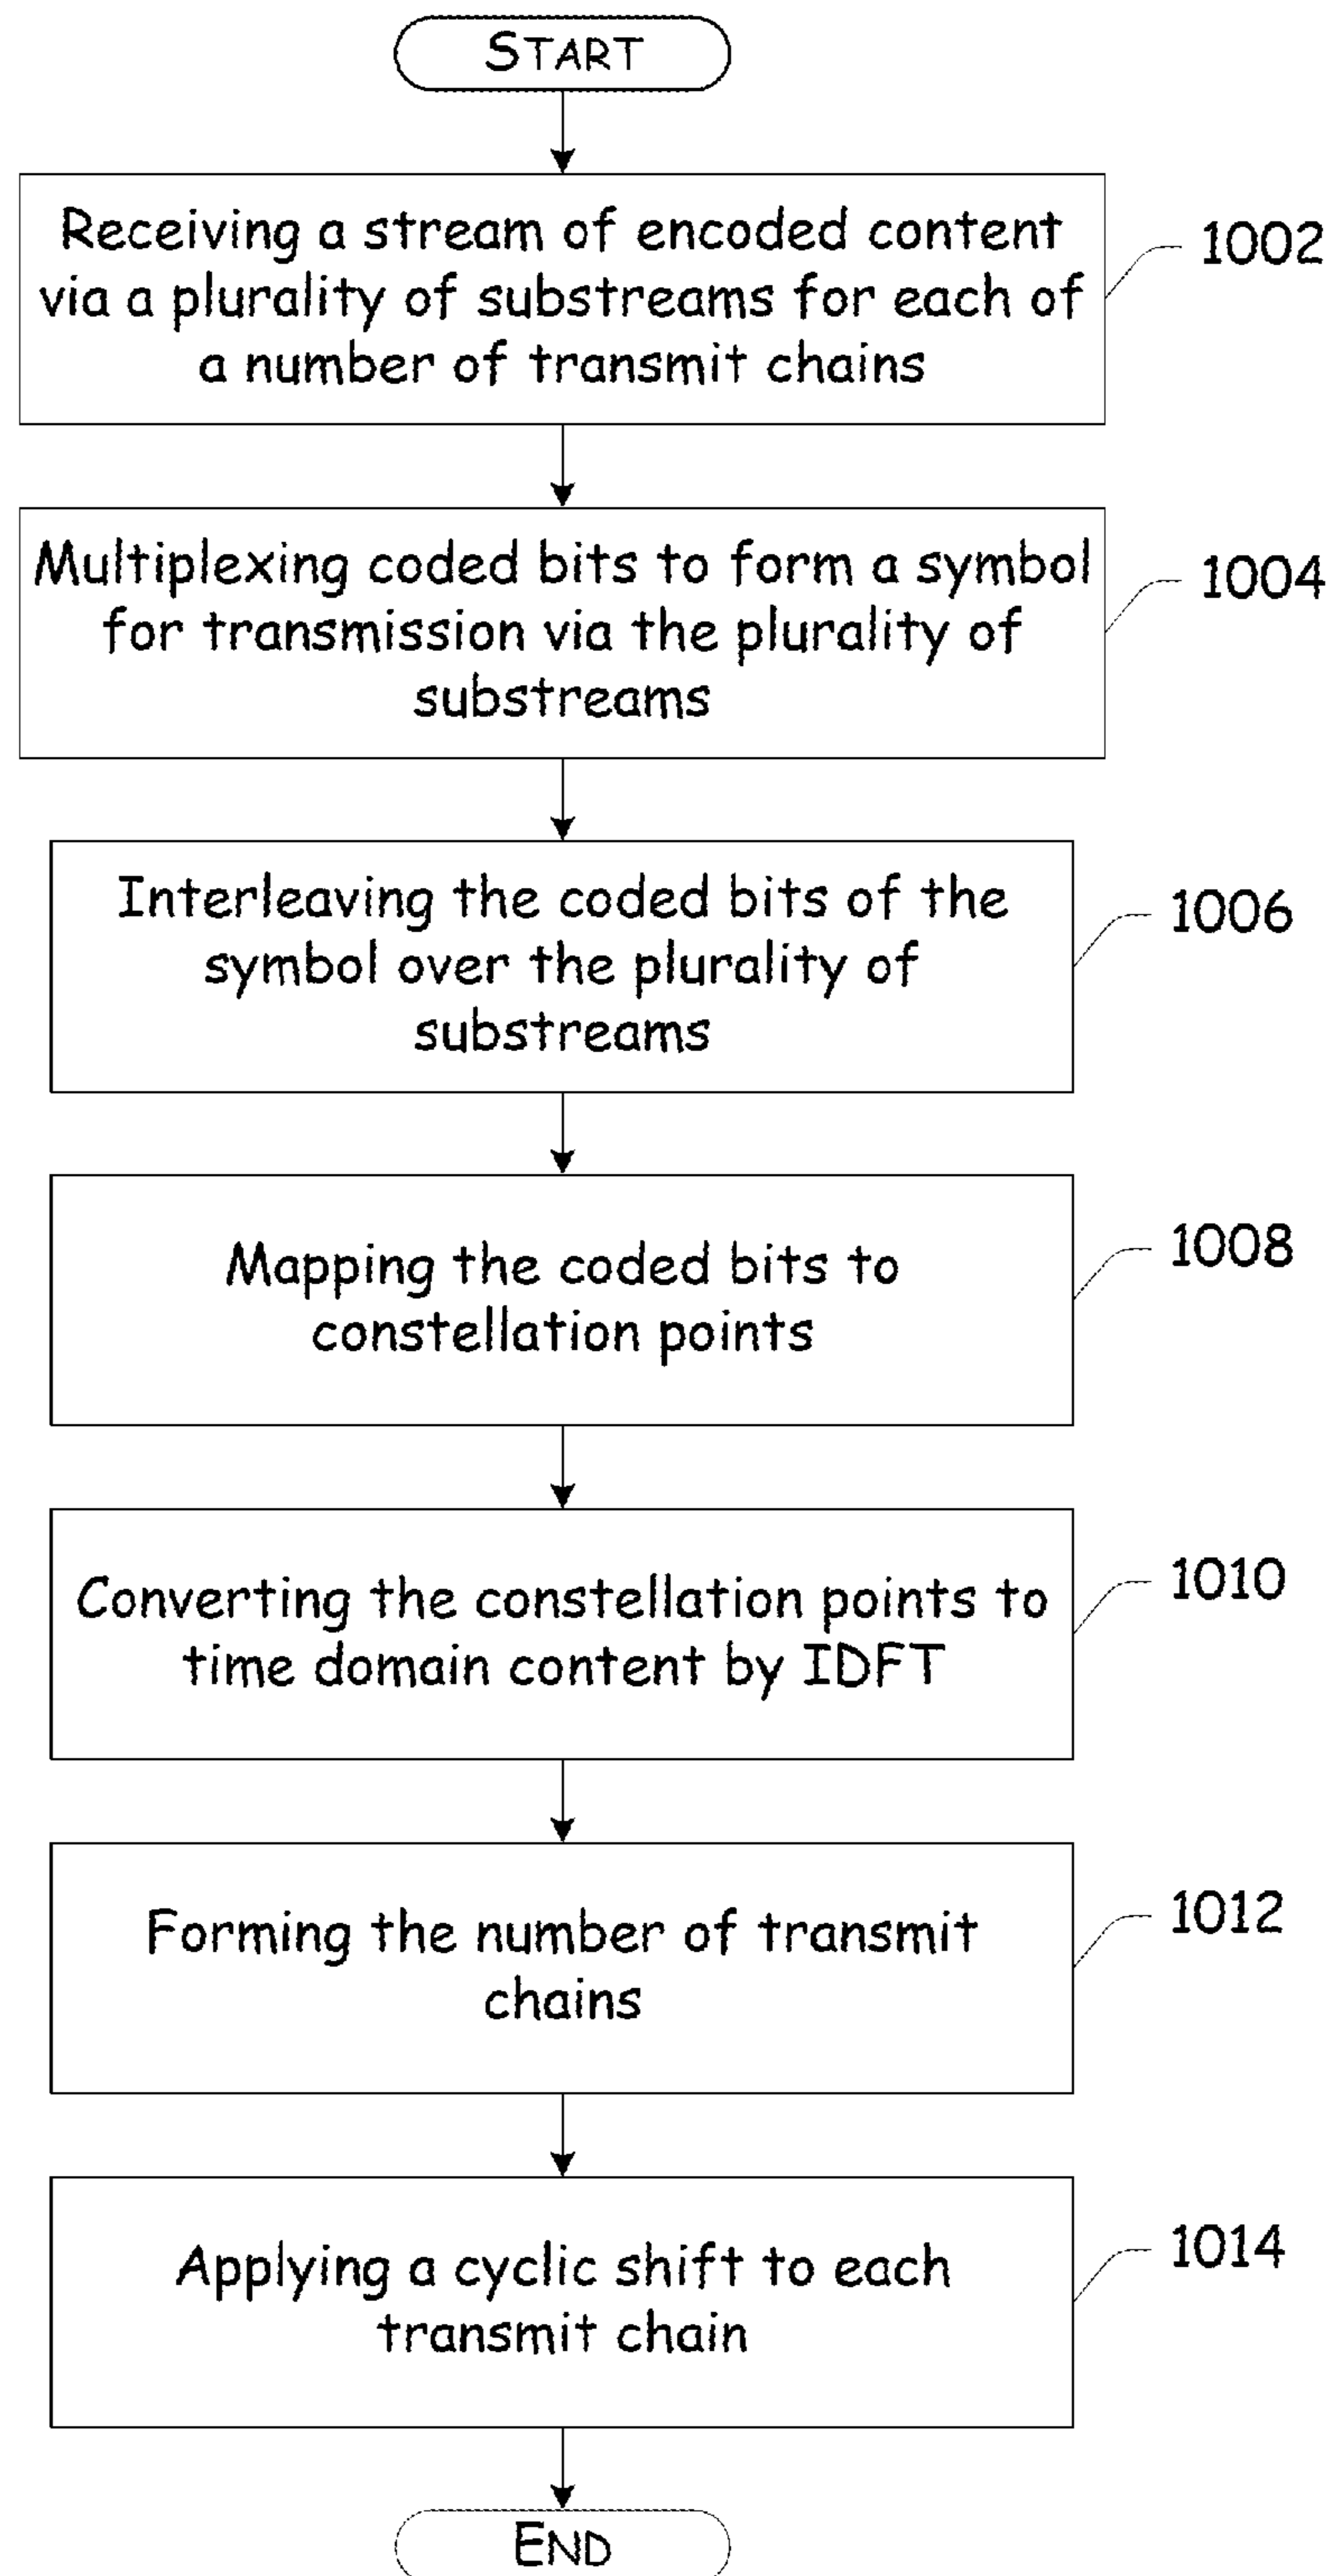 START
Receiving a stream of encoded content
via a plurality of substreams for each of
a number of transmit chains
1002
Multiplexing coded bits to form a symbol
for transmission via the plurality of
substreams
1004
Interleaving the coded bits of the
symbol over the plurality of
substreams
1006
Mapping the coded bits to
constellation points
1008
Converting the constellation points to
time domain content by IDFT
1010
Forming the number of transmit
chains
1012
Applying a cyclic shift to each
transmit chain
1014
END